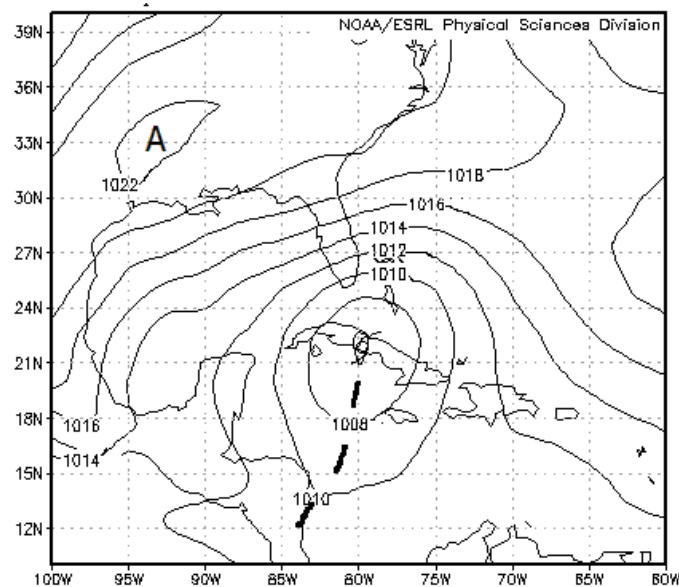 NOAA/ESRL Physical Sciences Division
39N
36N
33N
30N
27N
24N
21N
18N
15N
12N
A
1022
1018
1016
1014
1012
1010
1008
1016
1014
1010
100W 95W 90W 85W 80W 75W 70W 65W 60W